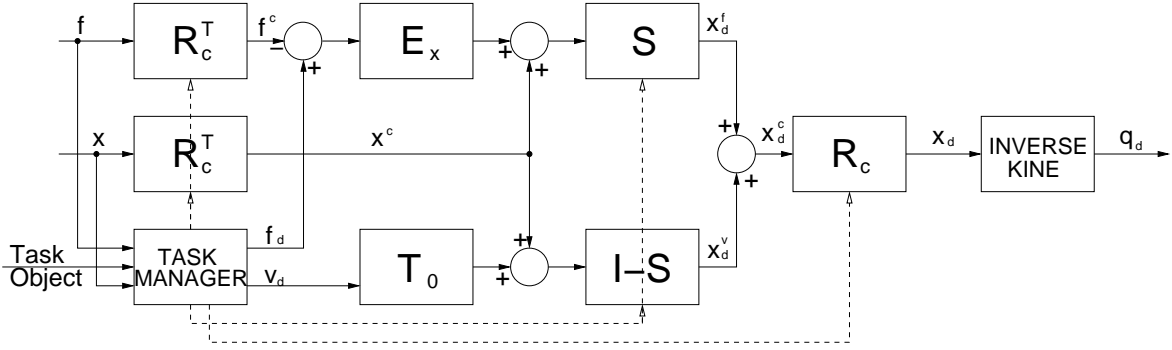 f
R_c^T
f^c
−
+
E_x
+
+
S
x_d^f
x
R_c^T
x^c
+
+
x_d^c
R_c
x_d
INVERSE
KINE
q_d
Task
Object
TASK
MANAGER
f_d
v_d
T_0
+
+
I−S
x_d^v